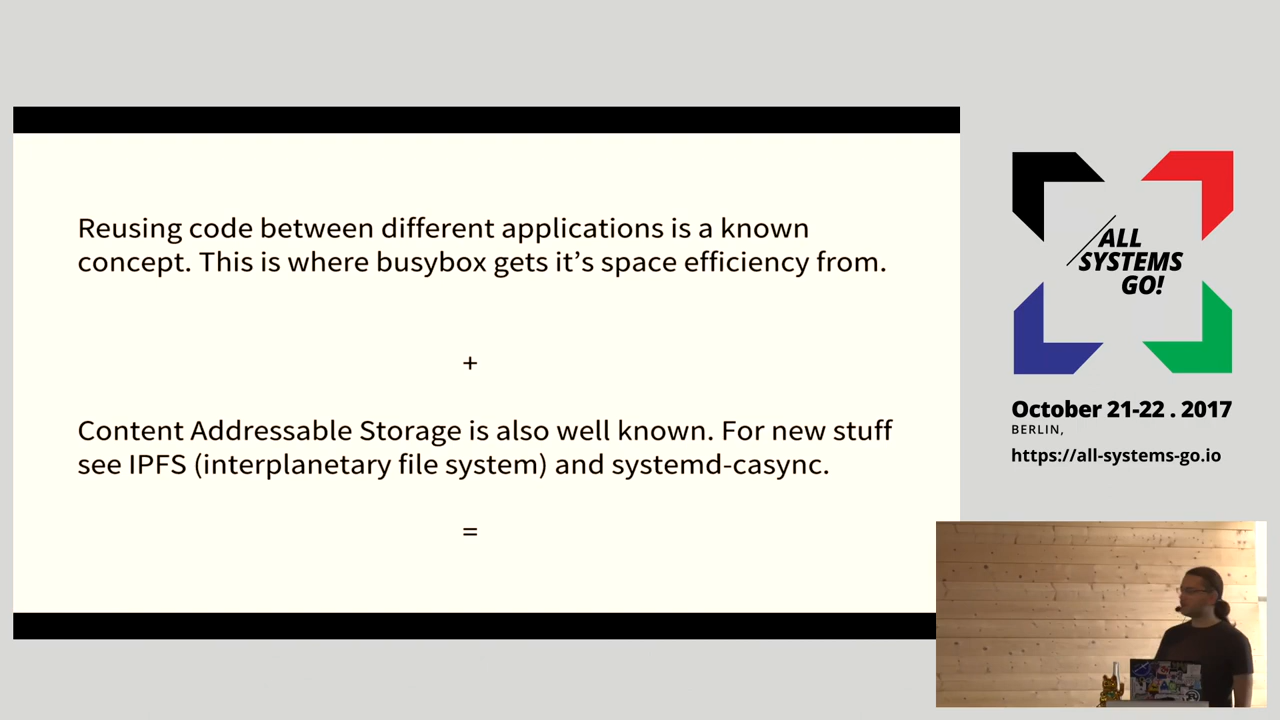 Reusing code between different applications is a known
concept. This is where busybox gets it’s space efficiency from.
+
Content Addressable Storage is also well known. For new stuff
see IPFS (interplanetary file system) and systemd-casync.
=
ALL
SYSTEMS
GO!
October 21-22 . 2017
BERLIN,
https://all-systems-go.io